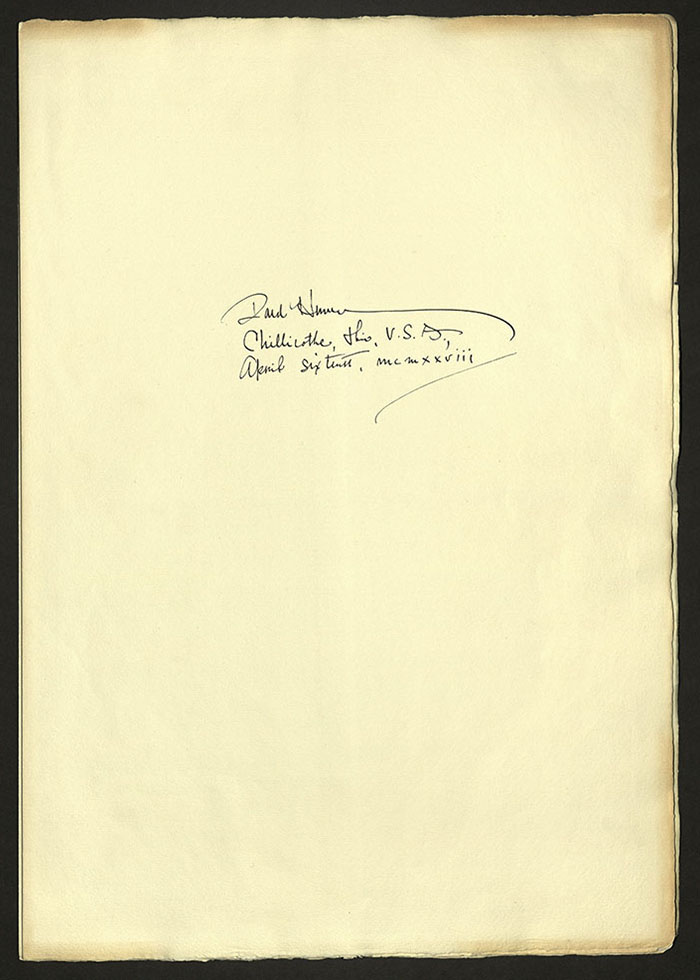 Dard Hunter
Chillicothe, Ohio, U.S.A.,
April sixteenth, mcmxxviii